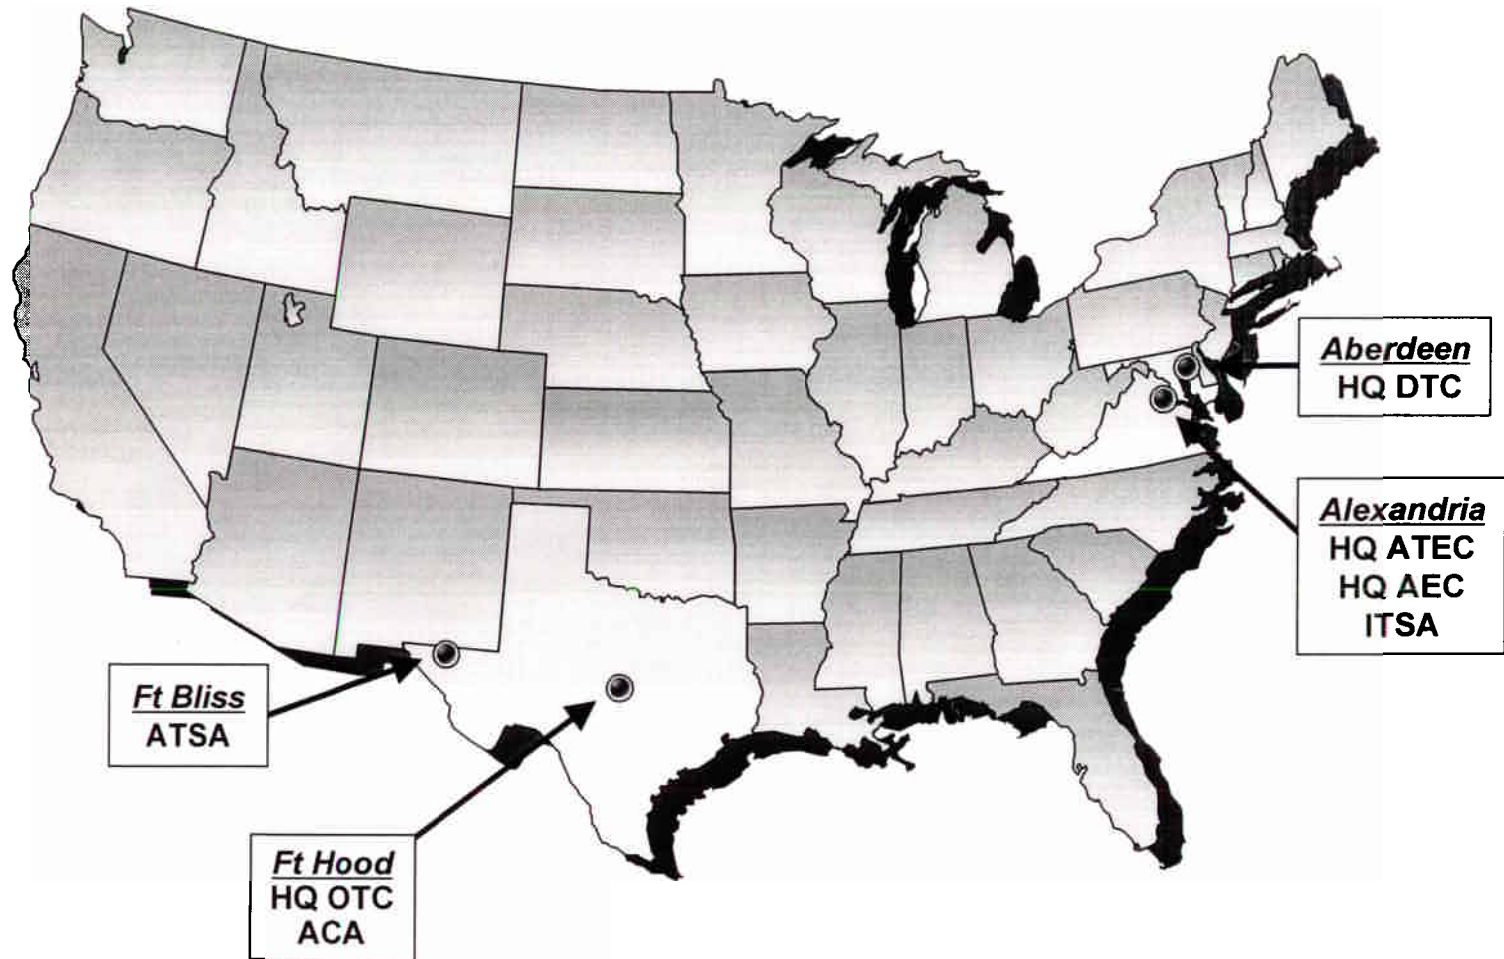 Aberdeen
HQ DTC
Alexandria
HQ ATEC
HQ AEC
ITSA
Ft Bliss
ATSA
Ft Hood
HQ OTC
ACA